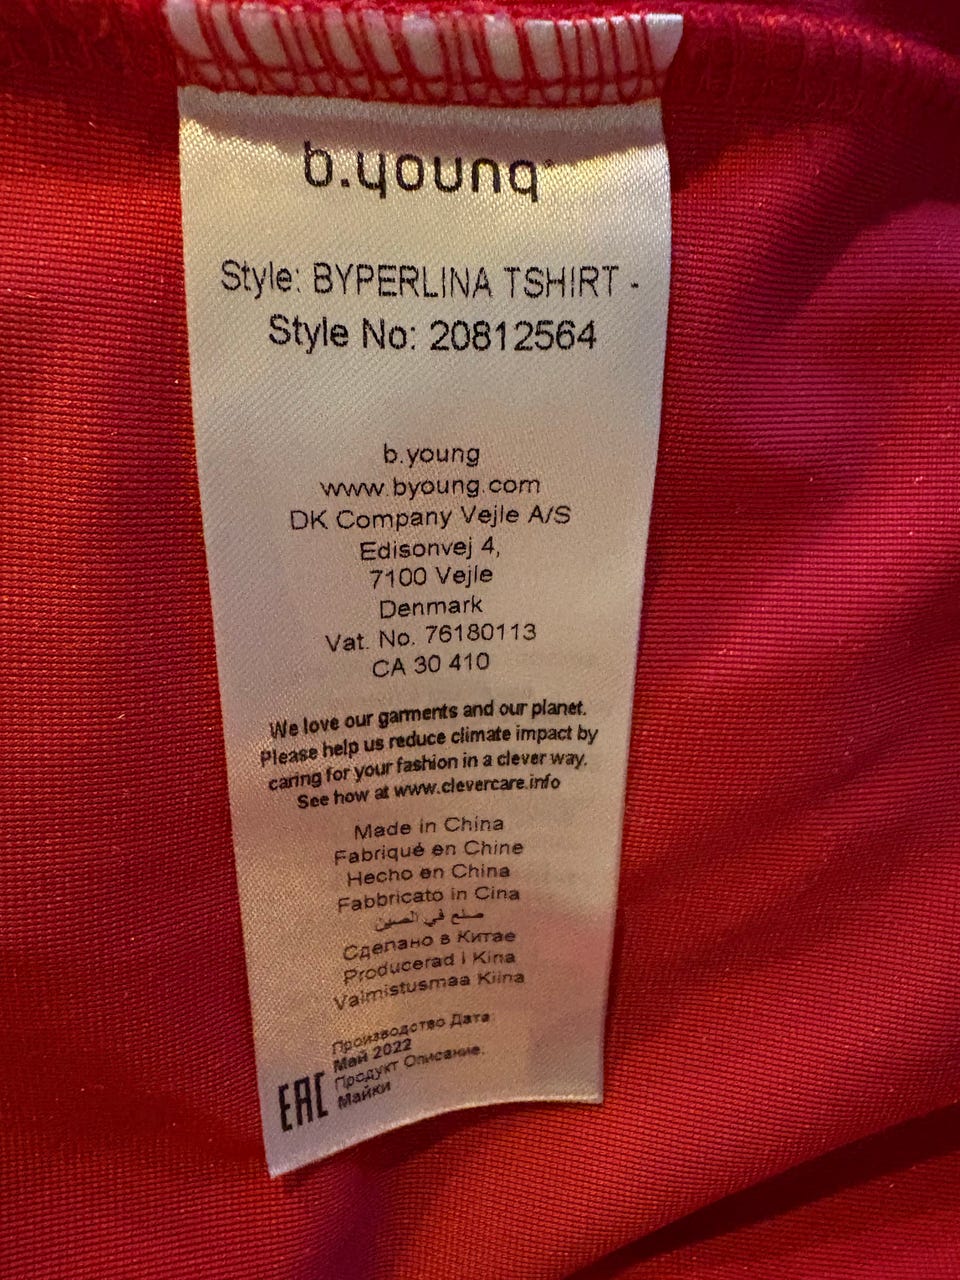 b.young
Style: BYPERLINA TSHIRT -
Style No: 20812564
b.young
www.byoung.com
DK Company Vejle A/S
Edisonvej 4,
7100 Vejle
Denmark
Vat. No. 76180113
CA 30 410
We love our garments and our planet.
Please help us reduce climate impact by
caring for your fashion in a clever way.
See how at www.clevercare.info
Made in China
Fabriqué en Chine
Hecho en China
Fabbricato in Cina
صنع في الصين
Сделано в Китае
Producerad i Kina
Valmistusmaa Kiina
Производство Дата
Май 2022
Продукт Описание.
Майки
EAC